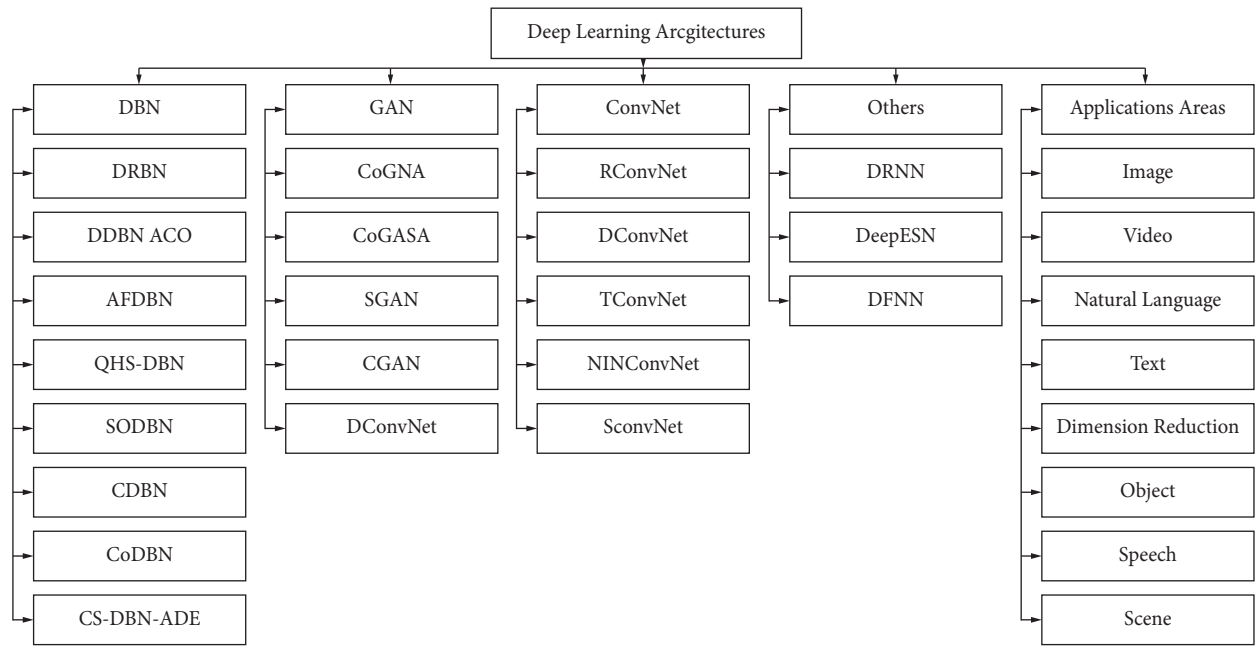 Deep Learning Arcgitectures
DBN
DRBN
DDBN ACO
AFDBN
QHS-DBN
SODBN
CDBN
CoDBN
CS-DBN-ADE
GAN
CoGNA
CoGASA
SGAN
CGAN
DConvNet
ConvNet
RConvNet
DConvNet
TConvNet
NINConvNet
SconvNet
Others
DRNN
DeepESN
DFNN
Applications Areas
Image
Video
Natural Language
Text
Dimension Reduction
Object
Speech
Scene